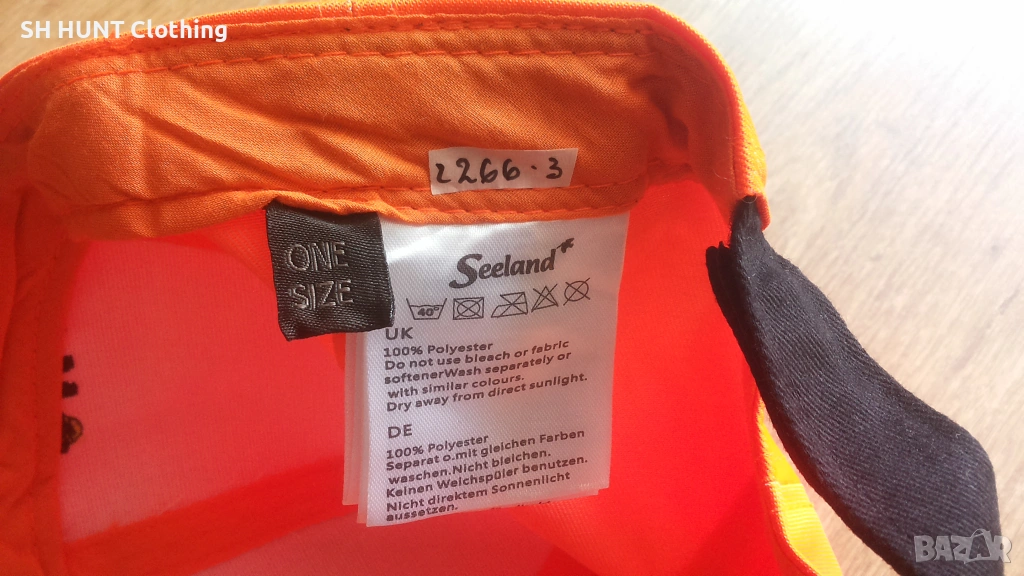 SH HUNT Clothing
2266.3
ONE
SIZE
Seeland
40°
UK
100% Polyester
Do not use bleach or fabric
softenerWash separately or
with similar colours.
Dry away from direct sunlight.
DE
100% Polyester
Separat o.mit gleichen Farben
waschen.Nicht bleichen.
Keinen Weichspüler benutzen.
Nicht direktem Sonnenlicht
aussetzen.
BAZAR